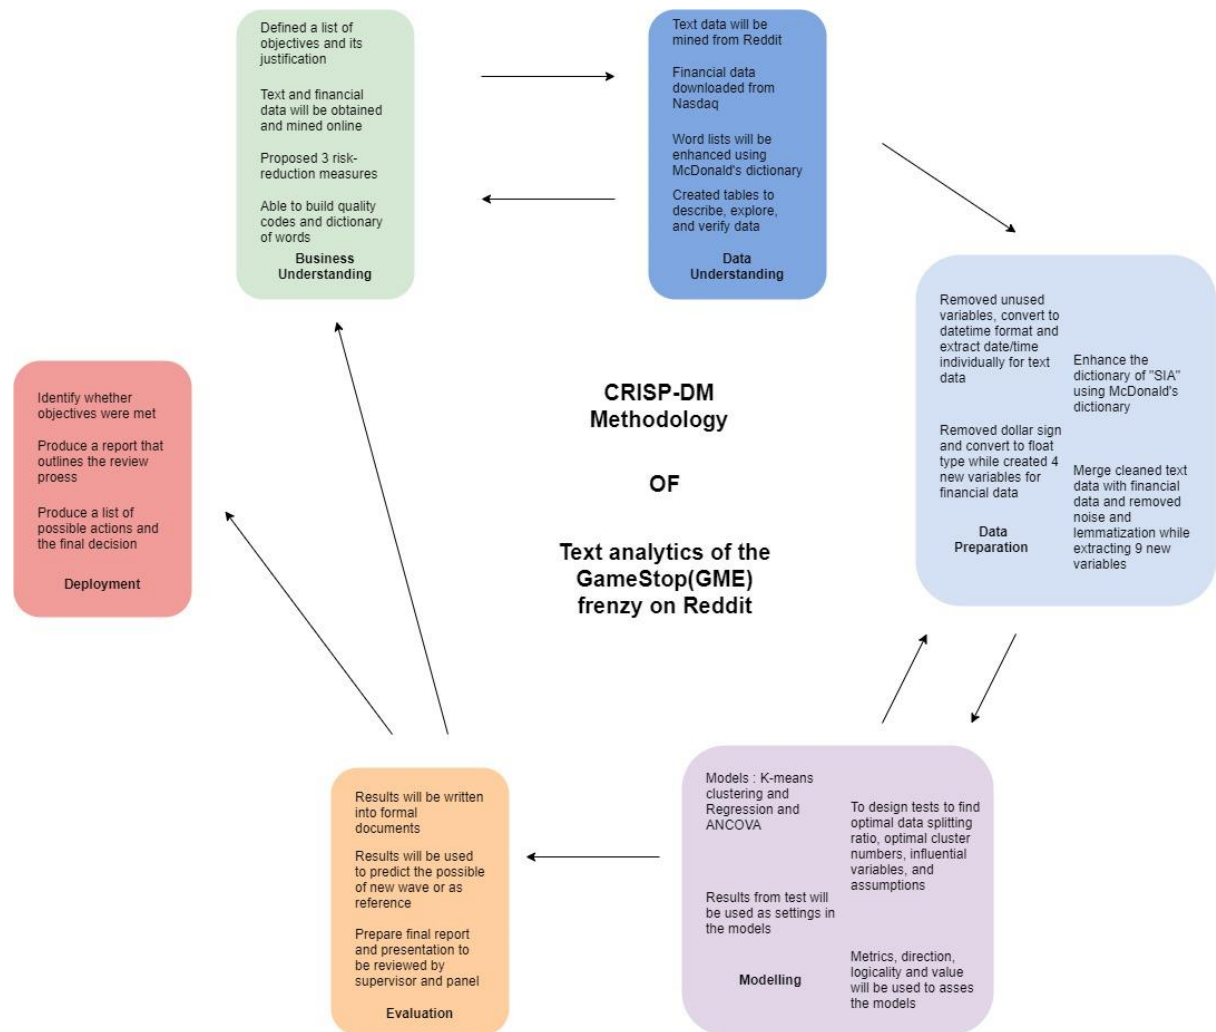 Defined a list of
objectives and its
justification
Text and financial
data will be obtained
and mined online
Proposed 3 risk-
reduction measures
Able to build quality
codes and dictionary
of words
Business
Understanding
Text data will be
mined from Reddit
Financial data
downloaded from
Nasdaq
Word lists will be
enhanced using
McDonald's dictionary
Created tables to
describe, explore,
and verify data
Data
Understanding
Removed unused
variables, convert to
datetime format and
extract date/time
individually for text
data
Removed dollar sign
and convert to float
type while created 4
new variables for
financial data
Data
Preparation
Enhance the
dictionary of "SIA"
using McDonald's
dictionary
Merge cleaned text
data with financial
data and removed
noise and
lemmatization while
extracting 9 new
variables
CRISP-DM
Methodology
OF
Text analytics of the
GameStop(GME)
frenzy on Reddit
Identify whether
objectives were met
Produce a report that
outlines the review
proess
Produce a list of
possible actions and
the final decision
Deployment
Results will be written
into formal
documents
Results will be used
to predict the possible
of new wave or as
reference
Prepare final report
and presentation to
be reviewed by
supervisor and panel
Evaluation
Models : K-means
clustering and
Regression and
ANCOVA
Results from test will
be used as settings in
the models
Modelling
To design tests to find
optimal data splitting
ratio, optimal cluster
numbers, influential
variables, and
assumptions
Metrics, direction,
logicality and value
will be used to asses
the models